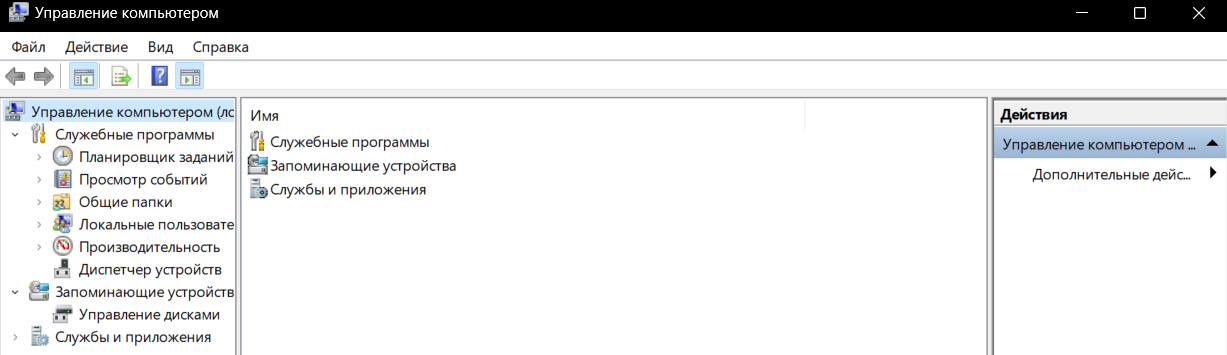 Управление компьютером
Файл Действие Вид Справка
Управление компьютером (лс
Служебные программы
Планировщик заданий
Просмотр событий
Общие папки
Локальные пользовате
Производительность
Диспетчер устройств
Запоминающие устройств
Управление дисками
Службы и приложения
Имя
Служебные программы
Запоминающие устройства
Службы и приложения
Действия
Управление компьютером ...
Дополнительные дейс...